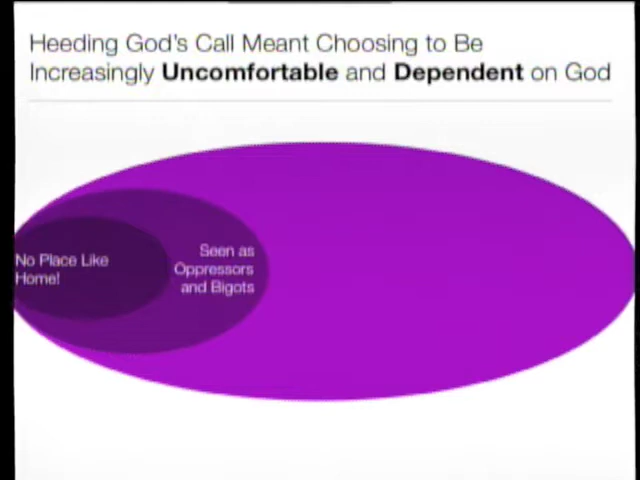 Heeding God's Call Meant Choosing to Be
Increasingly Uncomfortable and Dependent on God
No Place Like
Home!
Seen as
Oppressors
and Bigots